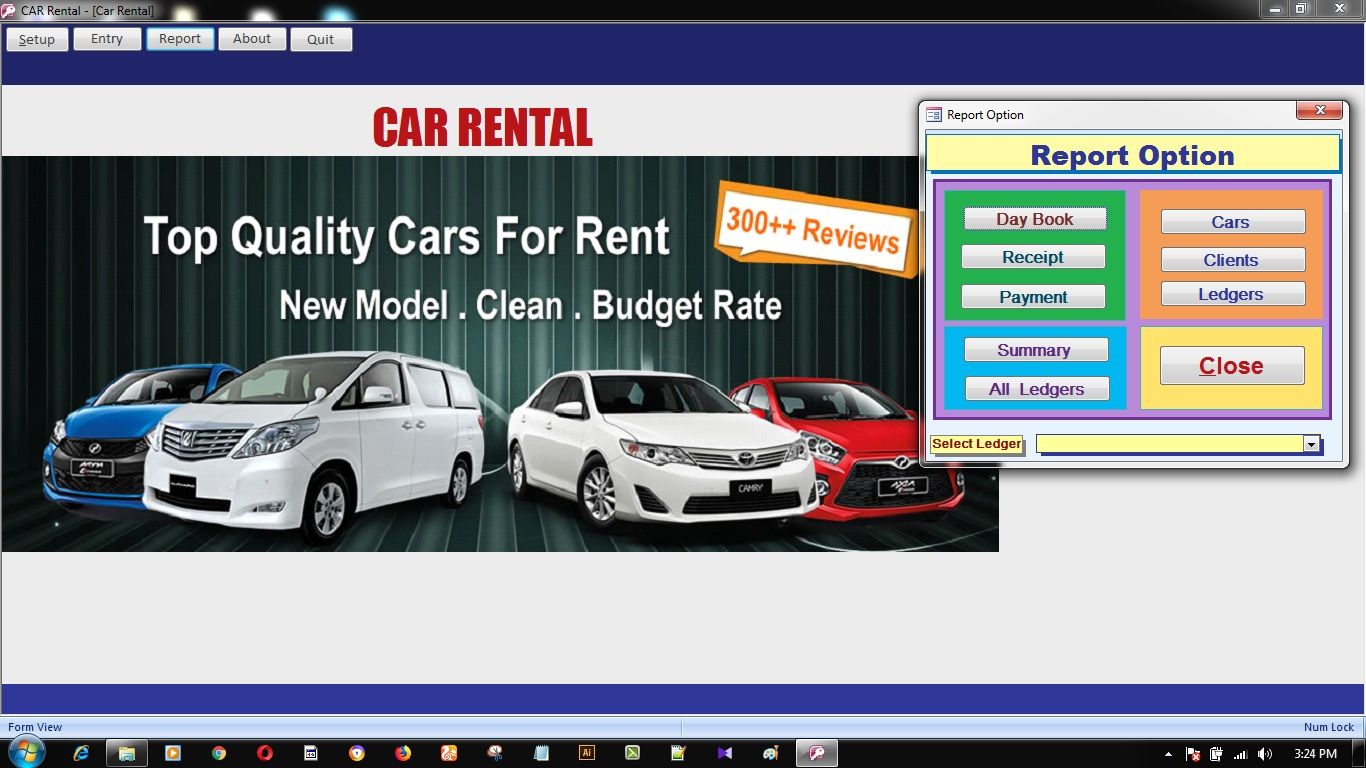 CAR Rental - [Car Rental]
Setup
Entry
Report
About
Quit
CAR RENTAL
Top Quality Cars For Rent
300++ Reviews
New Model . Clean . Budget Rate
CAMRY
AXIA
Report Option
Report Option
Day Book
Receipt
Payment
Cars
Clients
Ledgers
Summary
All Ledgers
Close
Select Ledger
Form View
Num Lock
Ai
3:24 PM